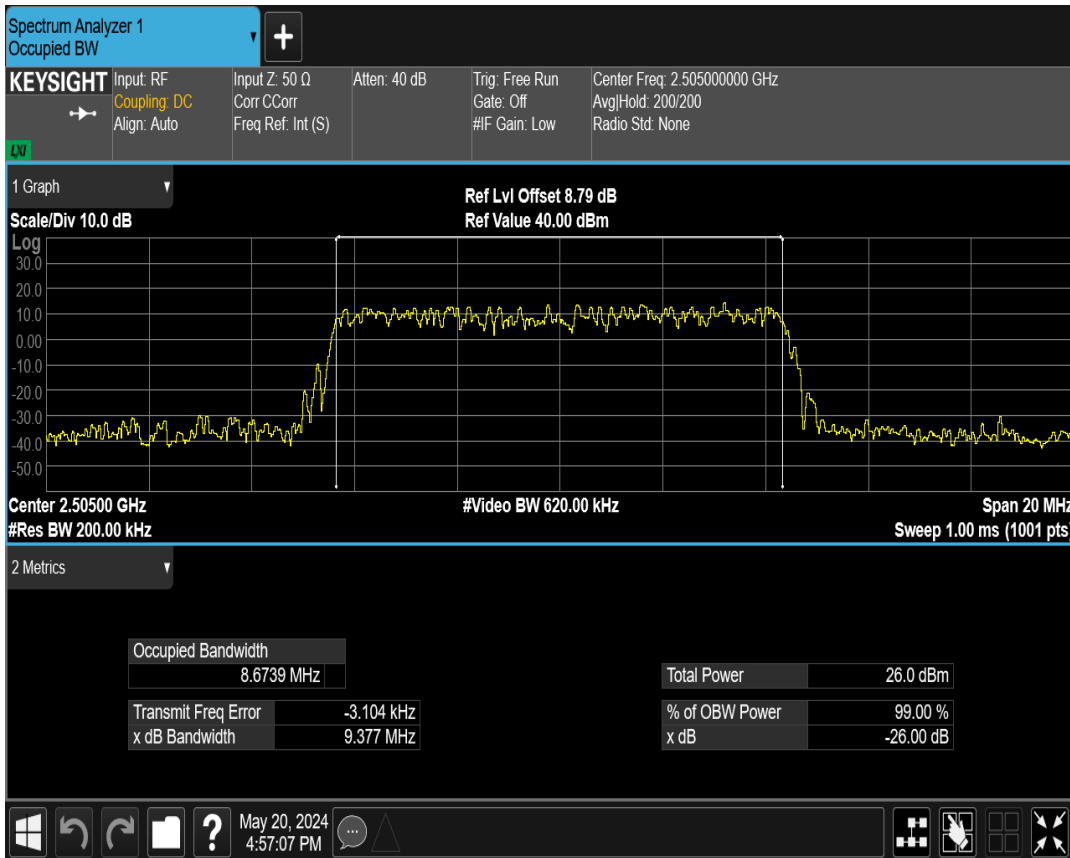 Spectrum Analyzer 1
Occupied BW
+
KEYSIGHT
LXI
Input: RF
Coupling: DC
Align: Auto
Input Z: 50 Ω
Corr CCorr
Freq Ref: Int (S)
Atten: 40 dB
Trig: Free Run
Gate: Off
#IF Gain: Low
Center Freq: 2.505000000 GHz
Avg|Hold: 200/200
Radio Std: None
1 Graph
Scale/Div 10.0 dB
Ref Lvl Offset 8.79 dB
Ref Value 40.00 dBm
Log
30.0
20.0
10.0
0.00
-10.0
-20.0
-30.0
-40.0
-50.0
Center 2.50500 GHz
#Res BW 200.00 kHz
#Video BW 620.00 kHz
Span 20 MHz
Sweep 1.00 ms (1001 pts)
2 Metrics
Occupied Bandwidth
8.6739 MHz
Transmit Freq Error -3.104 kHz
x dB Bandwidth 9.377 MHz
Total Power 26.0 dBm
% of OBW Power 99.00 %
x dB -26.00 dB
?
May 20, 2024
4:57:07 PM